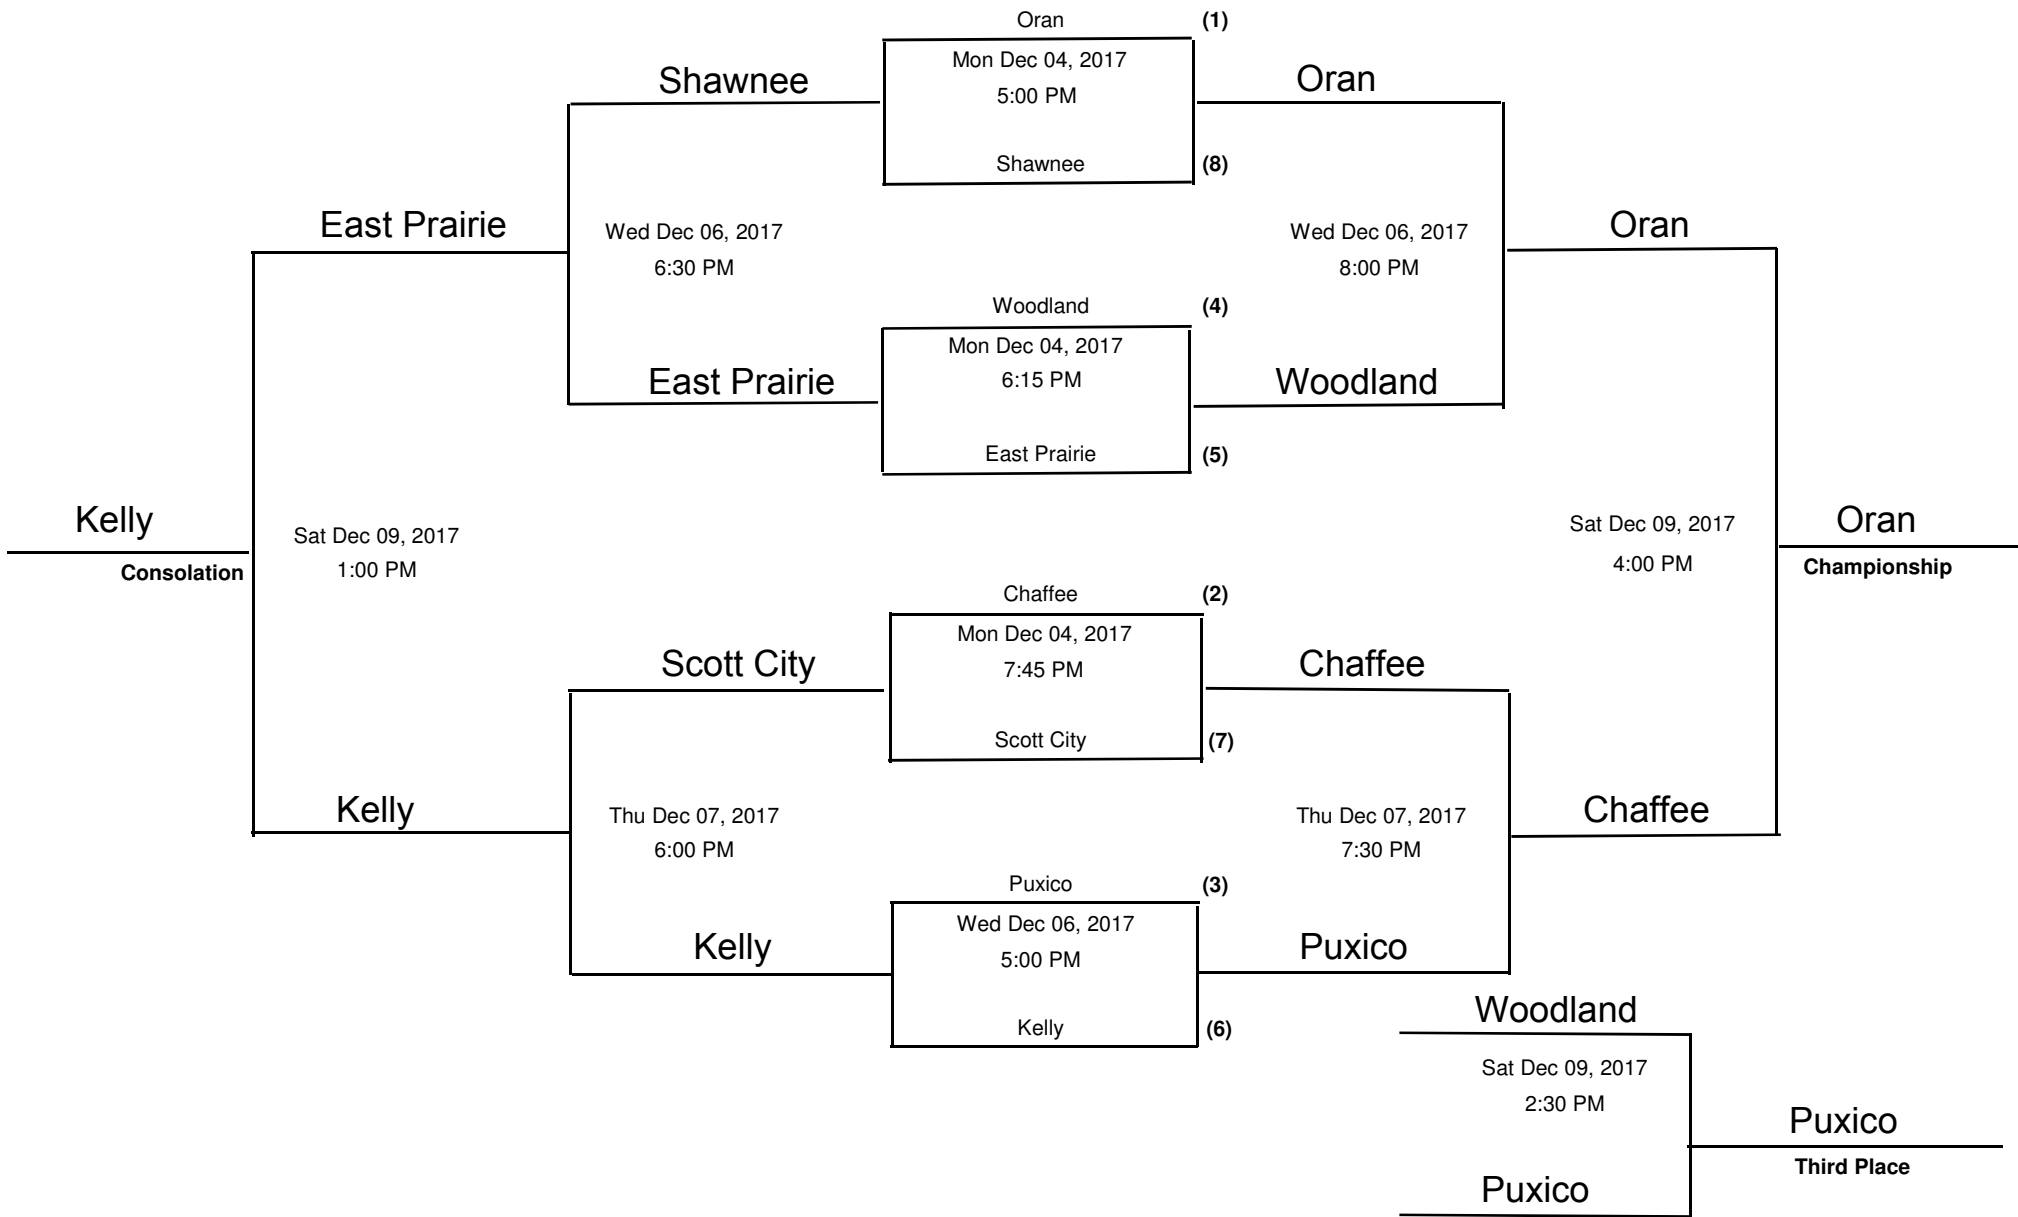 Oran (1)
Mon Dec 04, 2017
Shawnee
Oran
5:00 PM
Shawnee (8)
East Prairie
Wed Dec 06, 2017
6:30 PM
Wed Dec 06, 2017
8:00 PM
Oran
Woodland (4)
Mon Dec 04, 2017
6:15 PM
East Prairie
Woodland
East Prairie (5)
Kelly
Consolation
Sat Dec 09, 2017
1:00 PM
Sat Dec 09, 2017
4:00 PM
Oran
Championship
Chaffee (2)
Mon Dec 04, 2017
7:45 PM
Scott City
Chaffee
Scott City (7)
Kelly
Thu Dec 07, 2017
6:00 PM
Thu Dec 07, 2017
7:30 PM
Chaffee
Puxico (3)
Wed Dec 06, 2017
5:00 PM
Kelly
Puxico
Kelly (6)
Woodland
Sat Dec 09, 2017
2:30 PM
Puxico
Third Place
Puxico